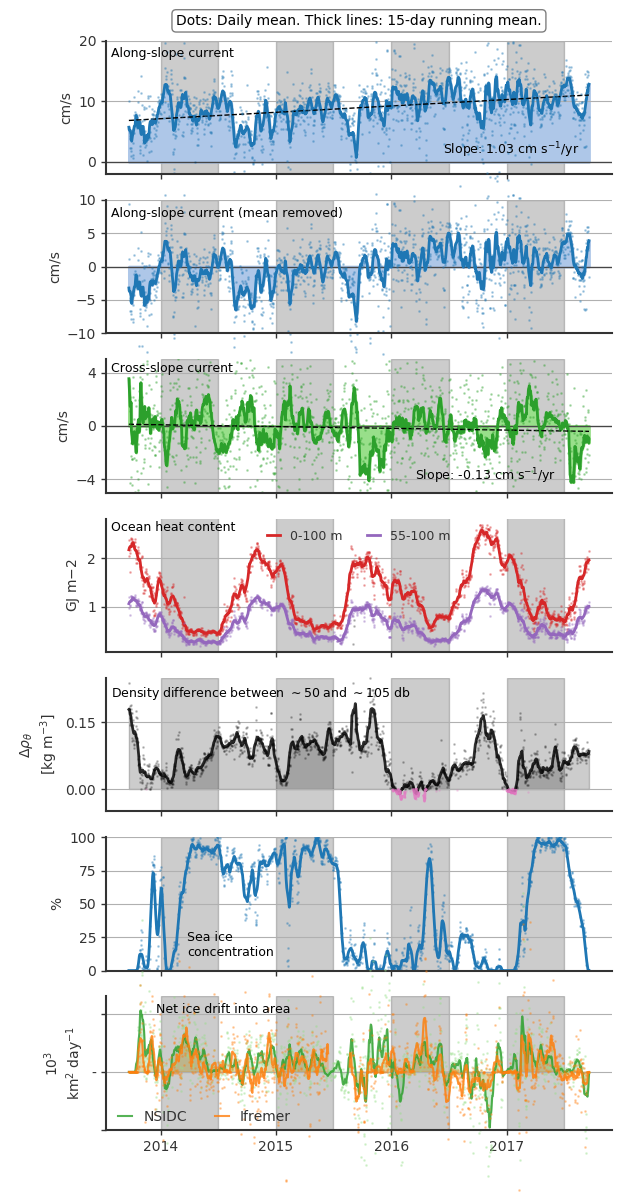 Dots: Daily mean. Thick lines: 15-day running mean.
20
Along-slope current
cm/s
10
Slope: 1.03 cm s⁻¹/yr
0
10
Along-slope current (mean removed)
5
cm/s
0
−5
−10
Cross-slope current
4
cm/s
0
Slope: -0.13 cm s⁻¹/yr
−4
Ocean heat content
0-100 m
55-100 m
2
GJ m−2
1
Density difference between ∼50 and ∼105 db
0.15
Δρθ
[kg m⁻³]
0.00
100
75
%
50
25
Sea ice
concentration
0
Net ice drift into area
10³
km² day⁻¹
-
NSIDC
Ifremer
2014
2015
2016
2017